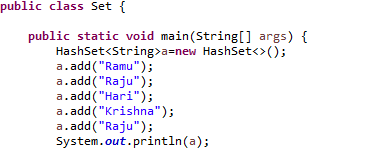 public class Set {
public static void main(String[] args) {
HashSet<String>a=new HashSet<>();
a.add("Ramu");
a.add("Raju");
a.add("Hari");
a.add("Krishna");
a.add("Raju");
System.out.println(a);